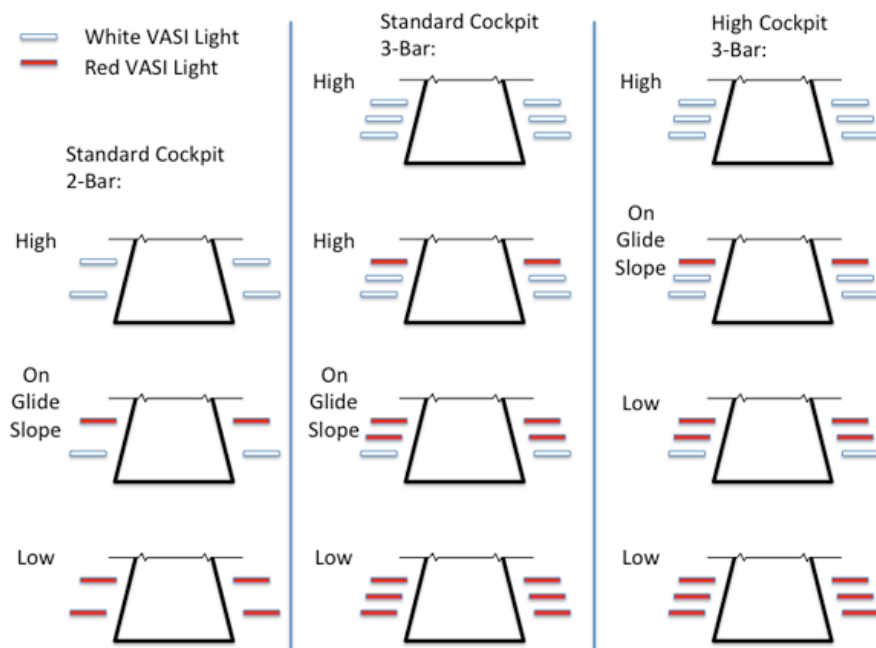 White VASI Light
Red VASI Light
Standard Cockpit
2-Bar:
High
On
Glide
Slope
Low
Standard Cockpit
3-Bar:
High
High
On
Glide
Slope
Low
High Cockpit
3-Bar:
High
On
Glide
Slope
Low
Low